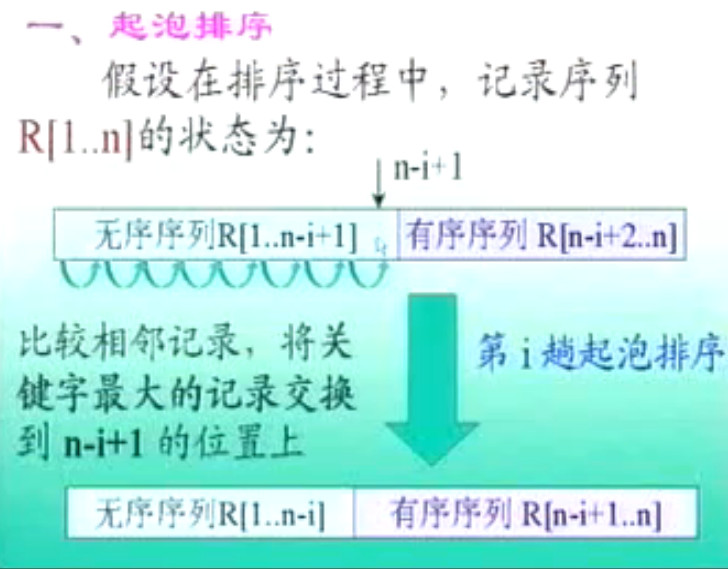 一、起泡排序
假设在排序过程中，记录序列
R[1..n]的状态为：
n-i+1
无序序列R[1..n-i+1] 有序序列 R[n-i+2..n]
比较相邻记录，将关
键字最大的记录交换
到 n-i+1 的位置上
第 i 趟起泡排序
无序序列R[1..n-i] 有序序列 R[n-i+1..n]